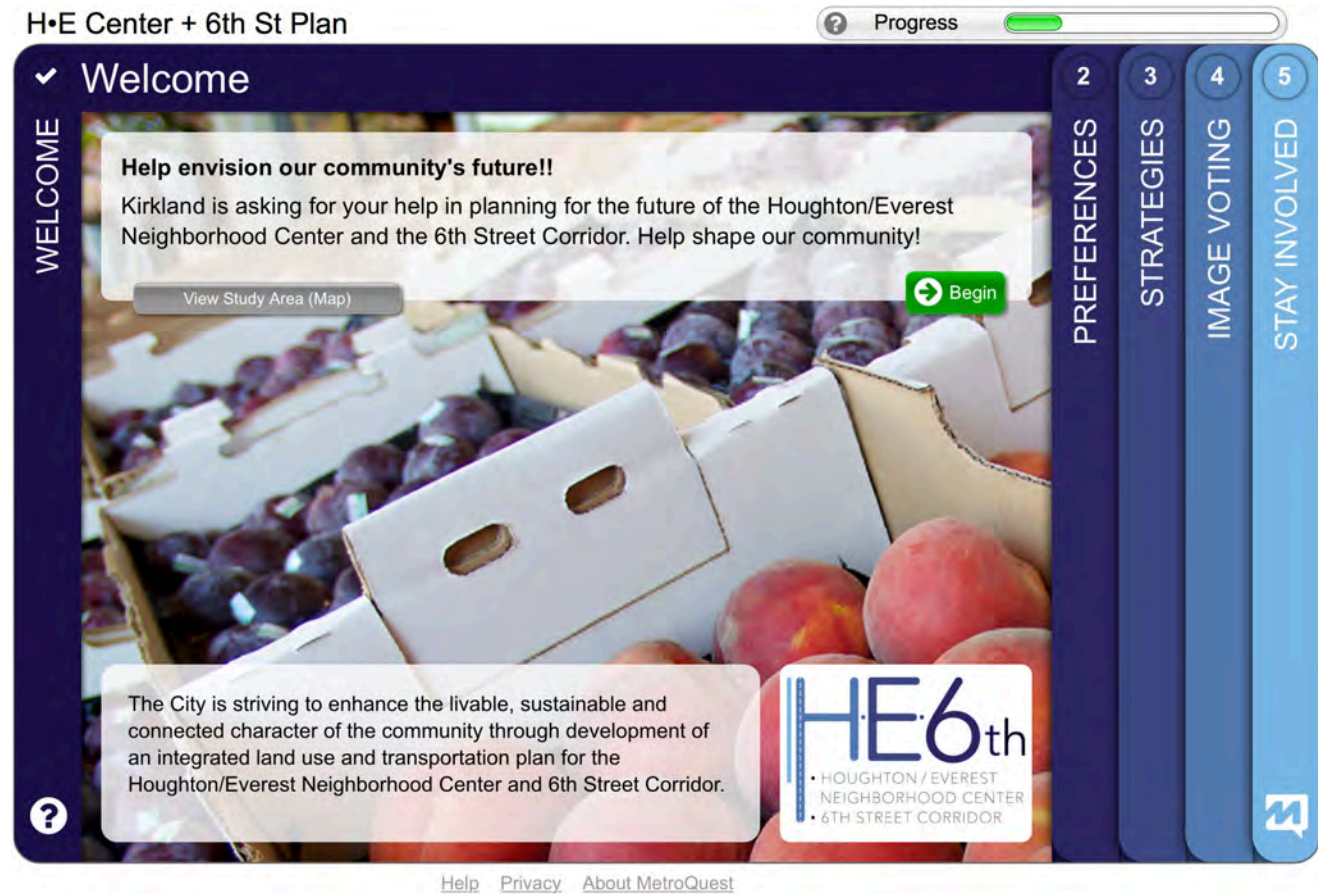 H•E Center + 6th St Plan
? Progress
Welcome
WELCOME
Help envision our community's future!!
Kirkland is asking for your help in planning for the future of the Houghton/Everest
Neighborhood Center and the 6th Street Corridor. Help shape our community!
View Study Area (Map)
Begin
2
PREFERENCES
3
STRATEGIES
4
IMAGE VOTING
5
STAY INVOLVED
The City is striving to enhance the livable, sustainable and
connected character of the community through development of
an integrated land use and transportation plan for the
Houghton/Everest Neighborhood Center and 6th Street Corridor.
H·E·6th
• HOUGHTON / EVEREST
NEIGHBORHOOD CENTER
• 6TH STREET CORRIDOR
?
Help Privacy About MetroQuest